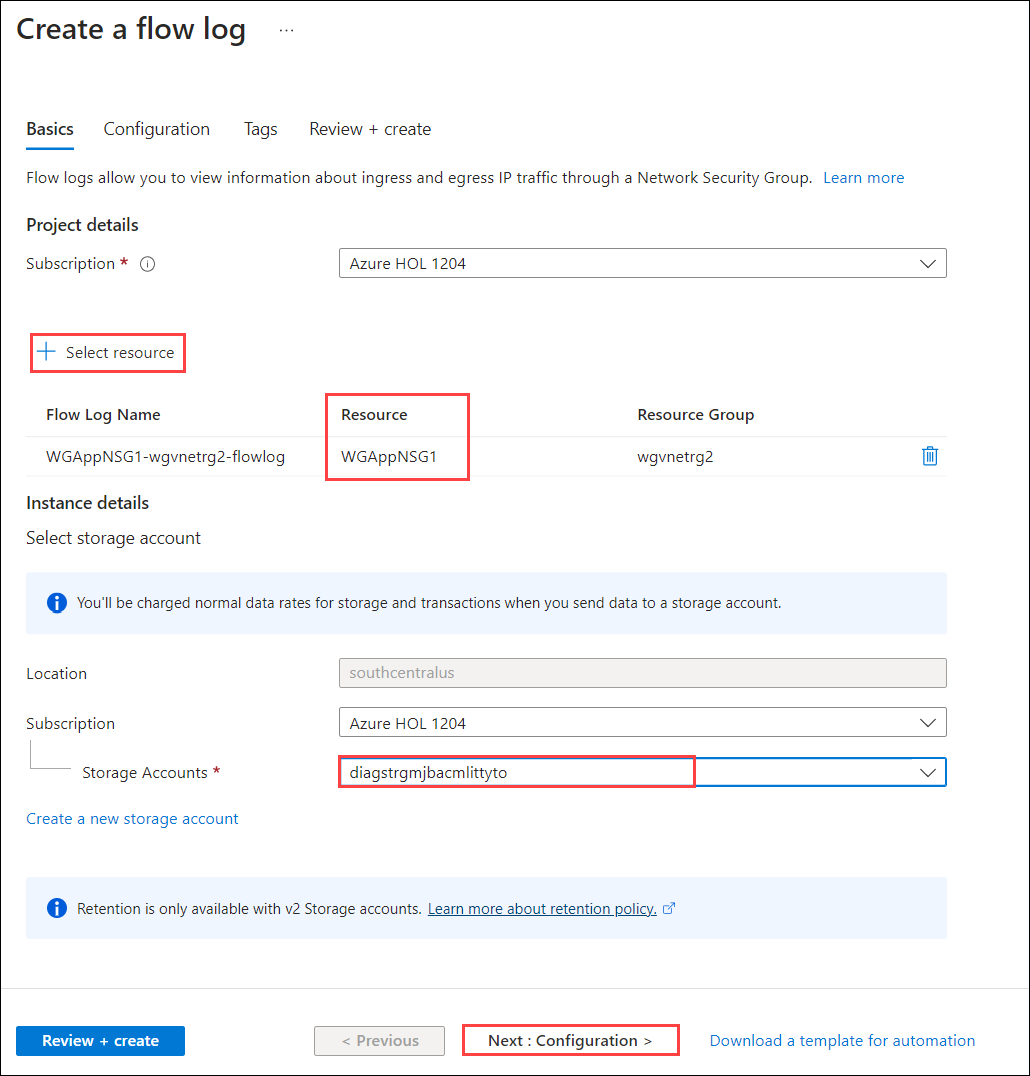 Create a flow log ...
Basics Configuration Tags Review + create
Flow logs allow you to view information about ingress and egress IP traffic through a Network Security Group. Learn more
Project details
Subscription * Azure HOL 1204
Select resource
Flow Log Name Resource Resource Group
WGAppNSG1-wgvnetrg2-flowlog WGAppNSG1 wgvnetrg2
Instance details
Select storage account
You'll be charged normal data rates for storage and transactions when you send data to a storage account.
Location southcentralus
Subscription Azure HOL 1204
Storage Accounts * diagstrgmjbacmlittyto
Create a new storage account
Retention is only available with v2 Storage accounts. Learn more about retention policy.
Review + create < Previous Next : Configuration > Download a template for automation